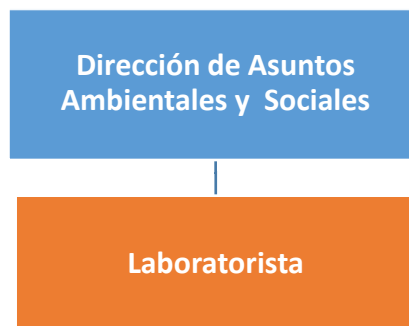 Dirección de Asuntos
Ambientales y Sociales
Laboratorista